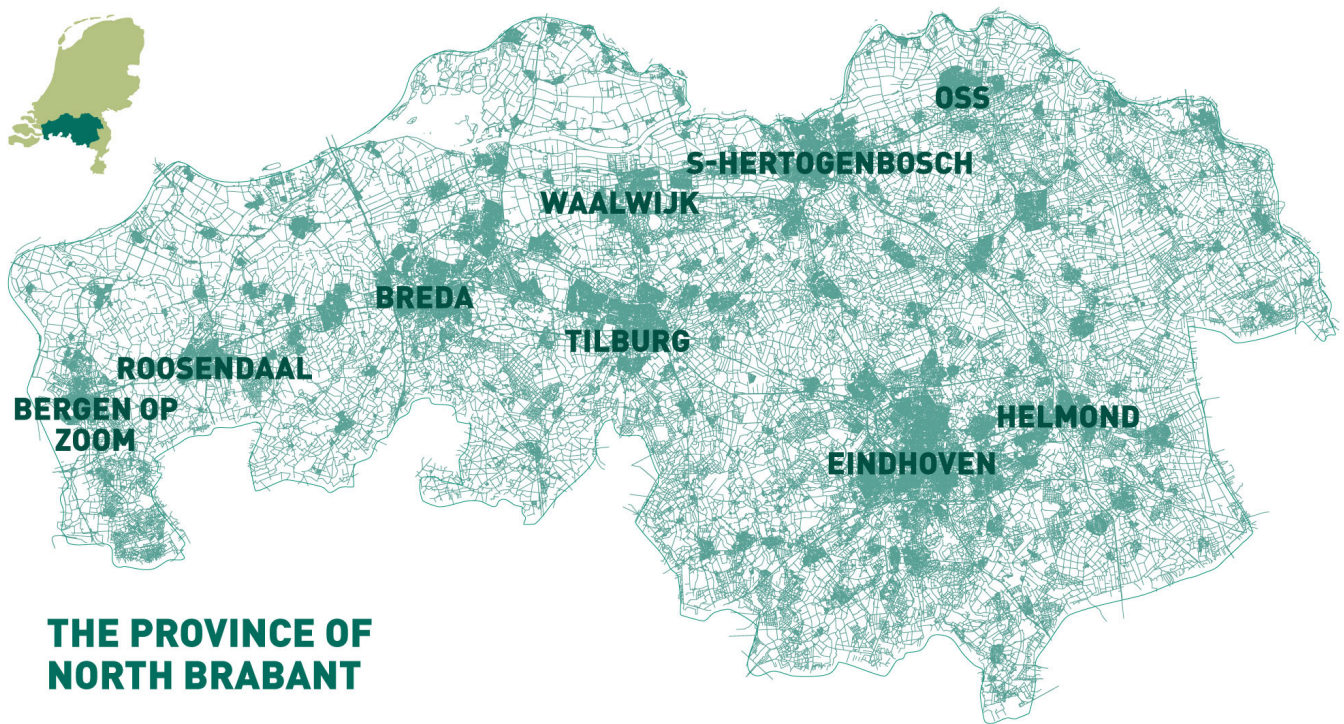 OSS
S-HERTOGENBOSCH
WAALWIJK
BREDA
TILBURG
ROOSENDAAL
BERGEN OP
ZOOM
HELMOND
EINDHOVEN
THE PROVINCE OF
NORTH BRABANT